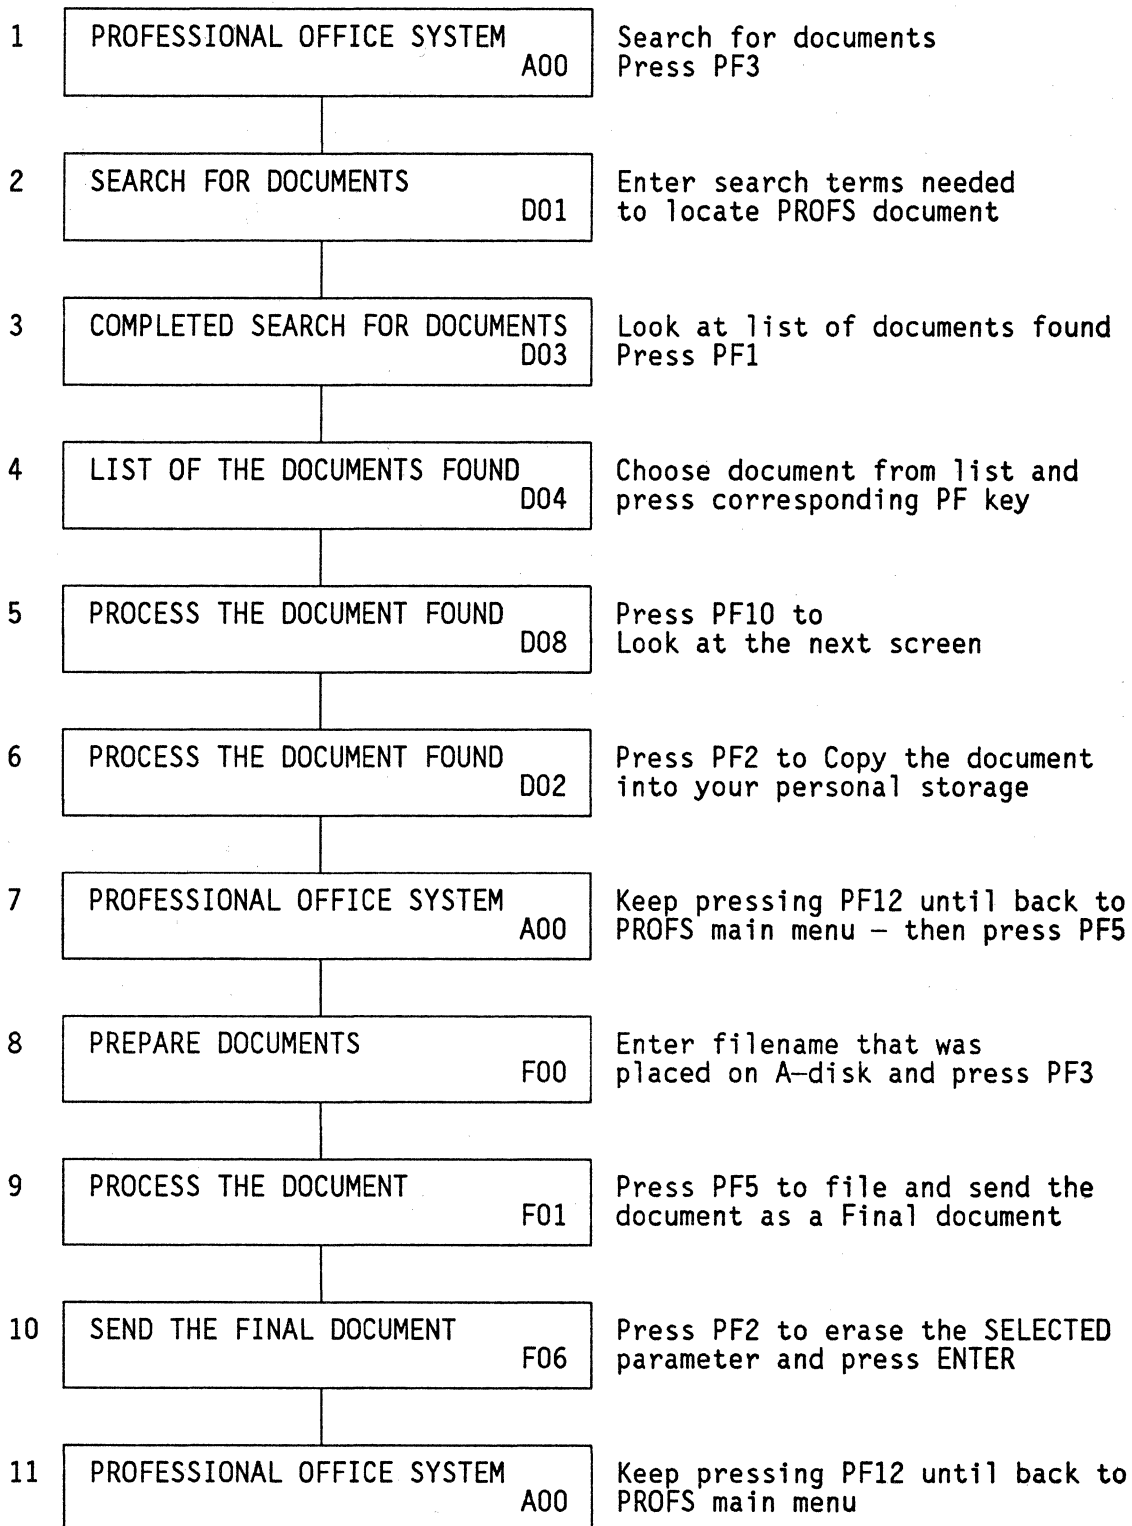 1 PROFESSIONAL OFFICE SYSTEM Search for documents
A00 Press PF3
2 SEARCH FOR DOCUMENTS Enter search terms needed
D01 to locate PROFS document
3 COMPLETED SEARCH FOR DOCUMENTS Look at list of documents found
D03 Press PF1
4 LIST OF THE DOCUMENTS FOUND Choose document from list and
D04 press corresponding PF key
5 PROCESS THE DOCUMENT FOUND Press PF10 to
D08 Look at the next screen
6 PROCESS THE DOCUMENT FOUND Press PF2 to Copy the document
D02 into your personal storage
7 PROFESSIONAL OFFICE SYSTEM Keep pressing PF12 until back to
A00 PROFS main menu – then press PF5
8 PREPARE DOCUMENTS Enter filename that was
F00 placed on A–disk and press PF3
9 PROCESS THE DOCUMENT Press PF5 to file and send the
F01 document as a Final document
10 SEND THE FINAL DOCUMENT Press PF2 to erase the SELECTED
F06 parameter and press ENTER
11 PROFESSIONAL OFFICE SYSTEM Keep pressing PF12 until back to
A00 PROFS main menu